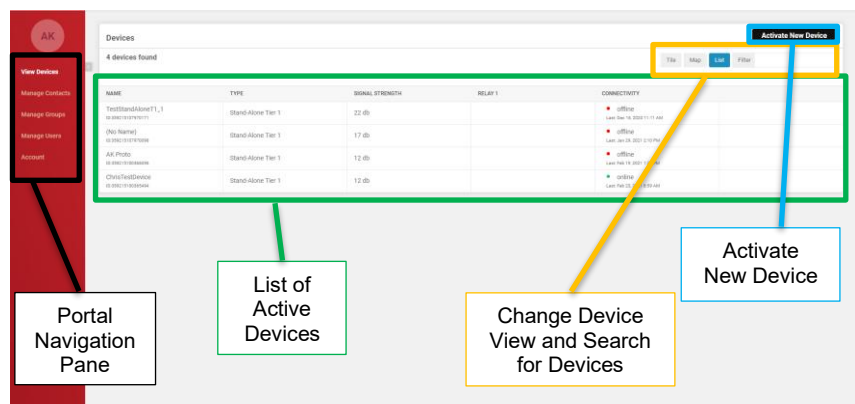 AK
Devices
Activate New Device
4 devices found
Tile Map List Filter
View Devices
Manage Contacts
Manage Groups
Manage Users
Account
NAME TYPE SIGNAL STRENGTH RELAY 1 CONNECTIVITY
TestStandAloneT1_1 Stand-Alone Tier 1 22 db offline
(No Name) Stand-Alone Tier 1 17 db offline
AK Proto Stand-Alone Tier 1 12 db offline
ChrisTestDevice Stand-Alone Tier 1 12 db online
Portal
Navigation
Pane
List of
Active
Devices
Change Device
View and Search
for Devices
Activate
New Device